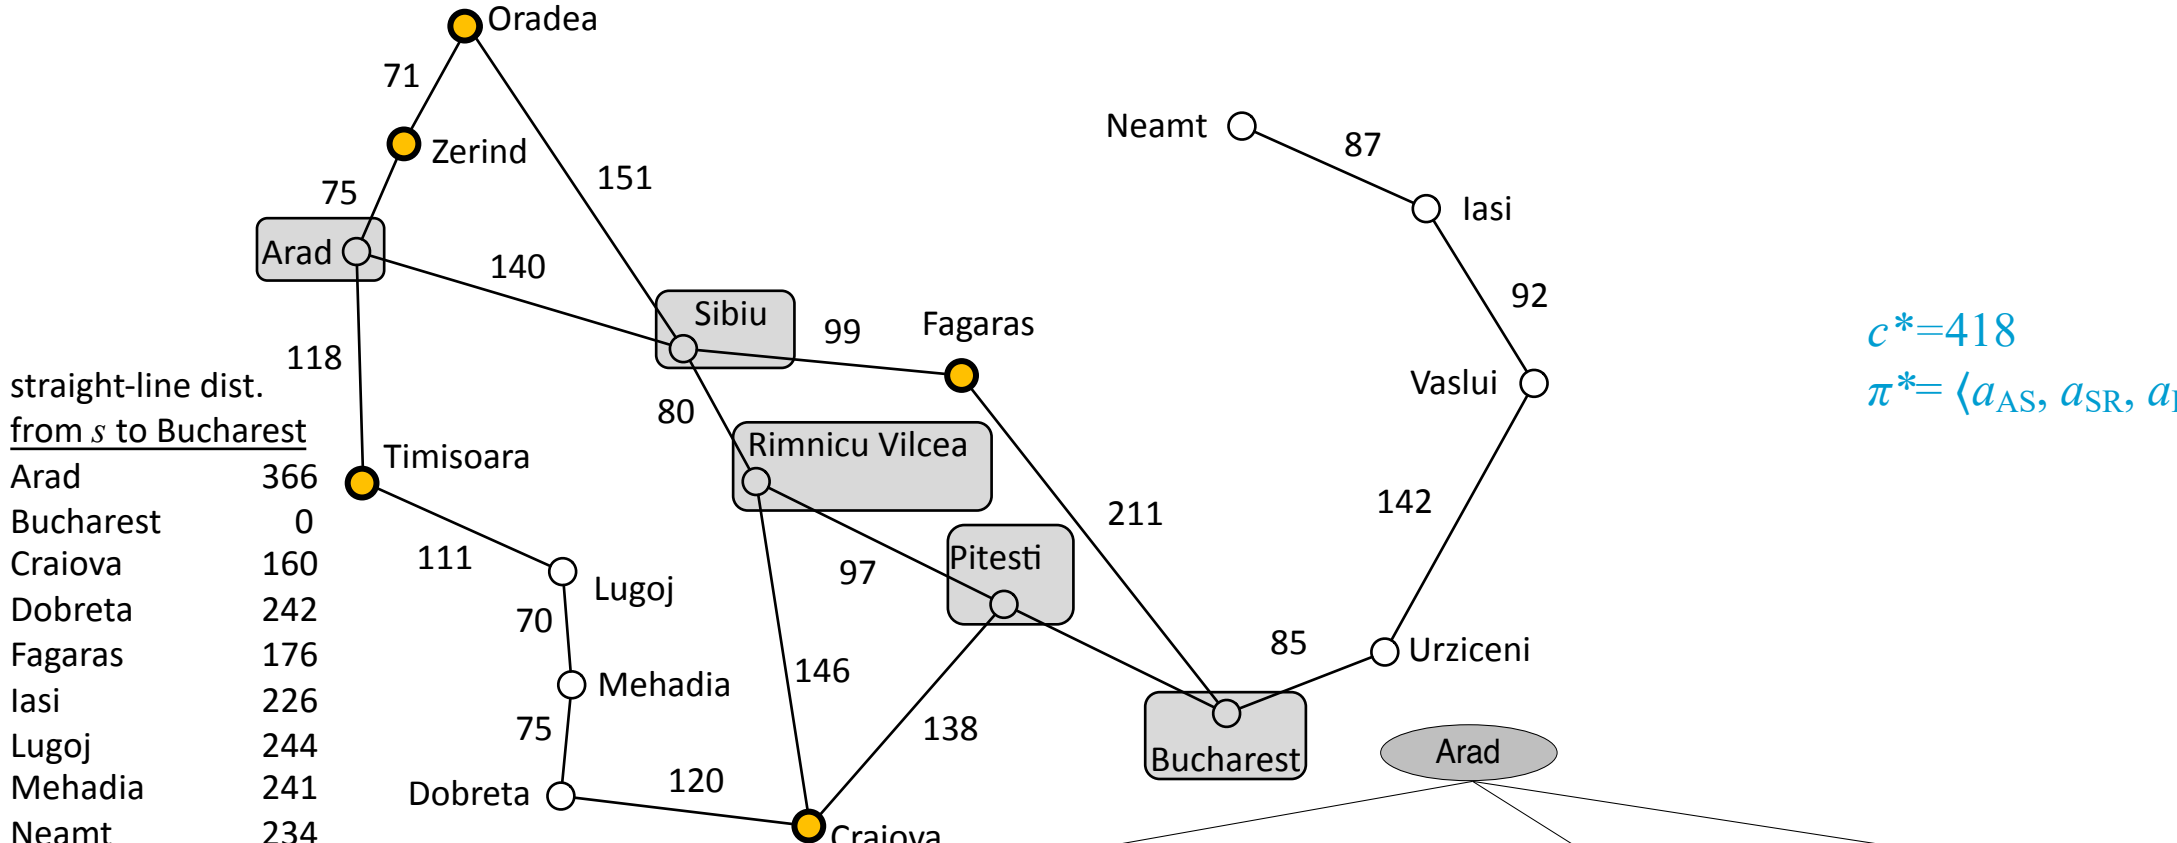 Oradea
71
Zerind
151
75
Arad
140
Sibiu
99
Fagaras
118
80
Rimnicu Vilcea
Timisoara
111
Lugoj
97
Pitesti
211
70
Mehadia
146
75
138
Dobreta
120
Craiova
Bucharest
85
Urziceni
142
Vaslui
92
Iasi
87
Neamt
straight-line dist.
from s to Bucharest
Arad 366
Bucharest 0
Craiova 160
Dobreta 242
Fagaras 176
Iasi 226
Lugoj 244
Mehadia 241
Neamt 234
c*=418
π*= ⟨a_AS, a_SR,
Arad